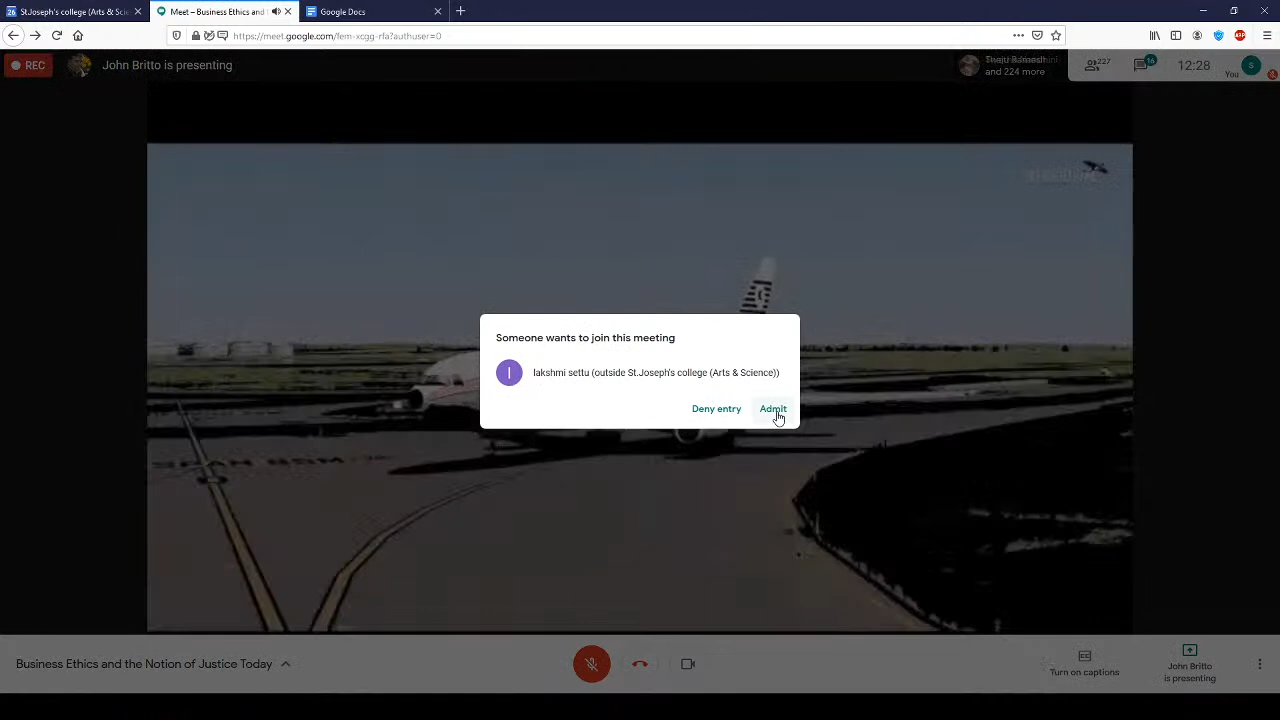 St.Joseph's college (Arts & Scie
Meet – Business Ethics and
Google Docs
https://meet.google.com/fem-xcgg-rfa?authuser=0
REC
John Britto is presenting
and 224 more
227
16
12:28
You
S
Someone wants to join this meeting
l
lakshmi settu (outside St.Joseph's college (Arts & Science))
Deny entry
Admit
Business Ethics and the Notion of Justice Today
Turn on captions
John Britto
is presenting